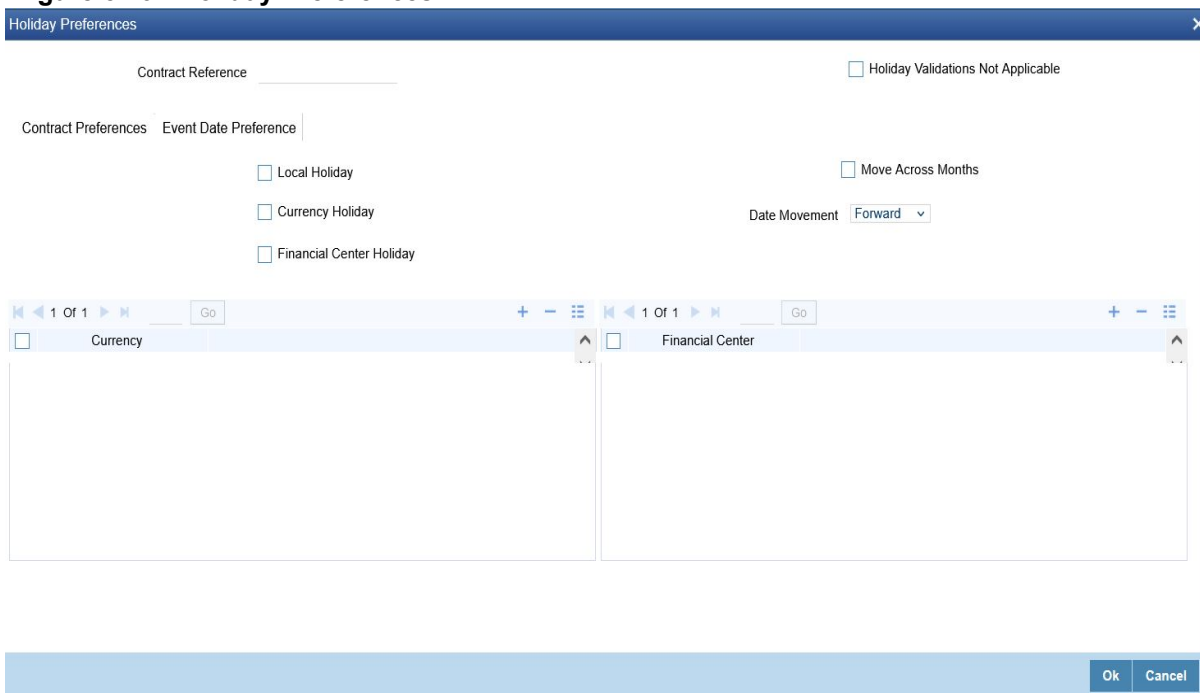 Holiday Preferences
Contract Reference
Holiday Validations Not Applicable
Contract Preferences Event Date Preference
Local Holiday
Move Across Months
Currency Holiday
Date Movement Forward
Financial Center Holiday
1 Of 1 Go
1 Of 1 Go
Currency
Financial Center
Ok Cancel